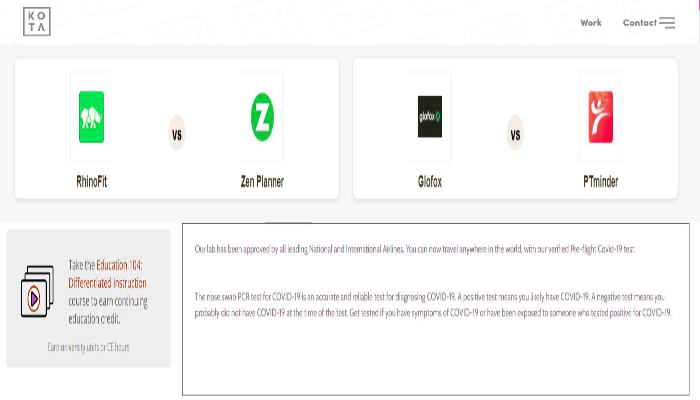 KO
TA
Work
Contact
RhinoFit
vs
Z
Zen Planner
glofox
Glofox
vs
PTminder
Take the Education 104:
Differentiated Instruction
course to earn continuing
education credit.
Earn university units or CE hours
Our lab has been approved by all leading National and International Airlines. You can now travel anywhere in the world, with our verified Pre-flight Covid-19 test.
The nose swab PCR test for COVID-19 is an accurate and reliable test for diagnosing COVID-19. A positive test means you likely have COVID-19. A negative test means you
probably did not have COVID-19 at the time of the test. Get tested if you have symptoms of COVID-19 or have been exposed to someone who tested positive for COVID-19.